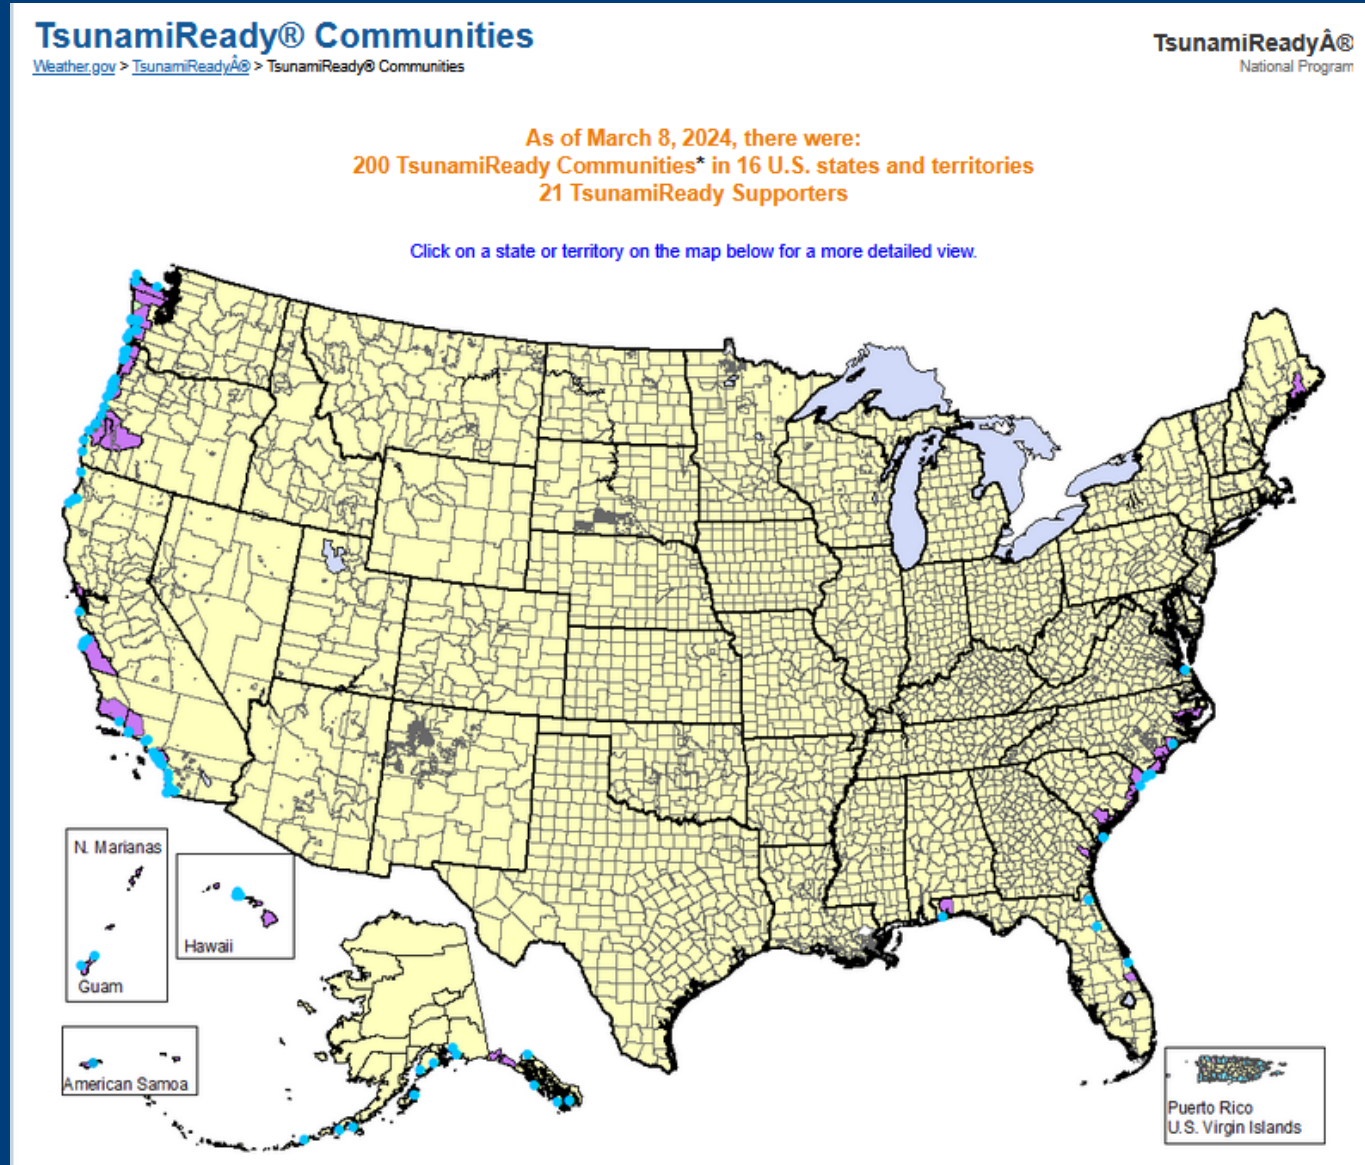 TsunamiReady® Communities
Weather.gov > TsunamiReadyÂ® > TsunamiReady® Communities
TsunamiReadyÂ®
National Program
As of March 8, 2024, there were:
200 TsunamiReady Communities* in 16 U.S. states and territories
21 TsunamiReady Supporters
Click on a state or territory on the map below for a more detailed view.
N. Marianas
Guam
Hawaii
American Samoa
Puerto Rico
U.S. Virgin Islands